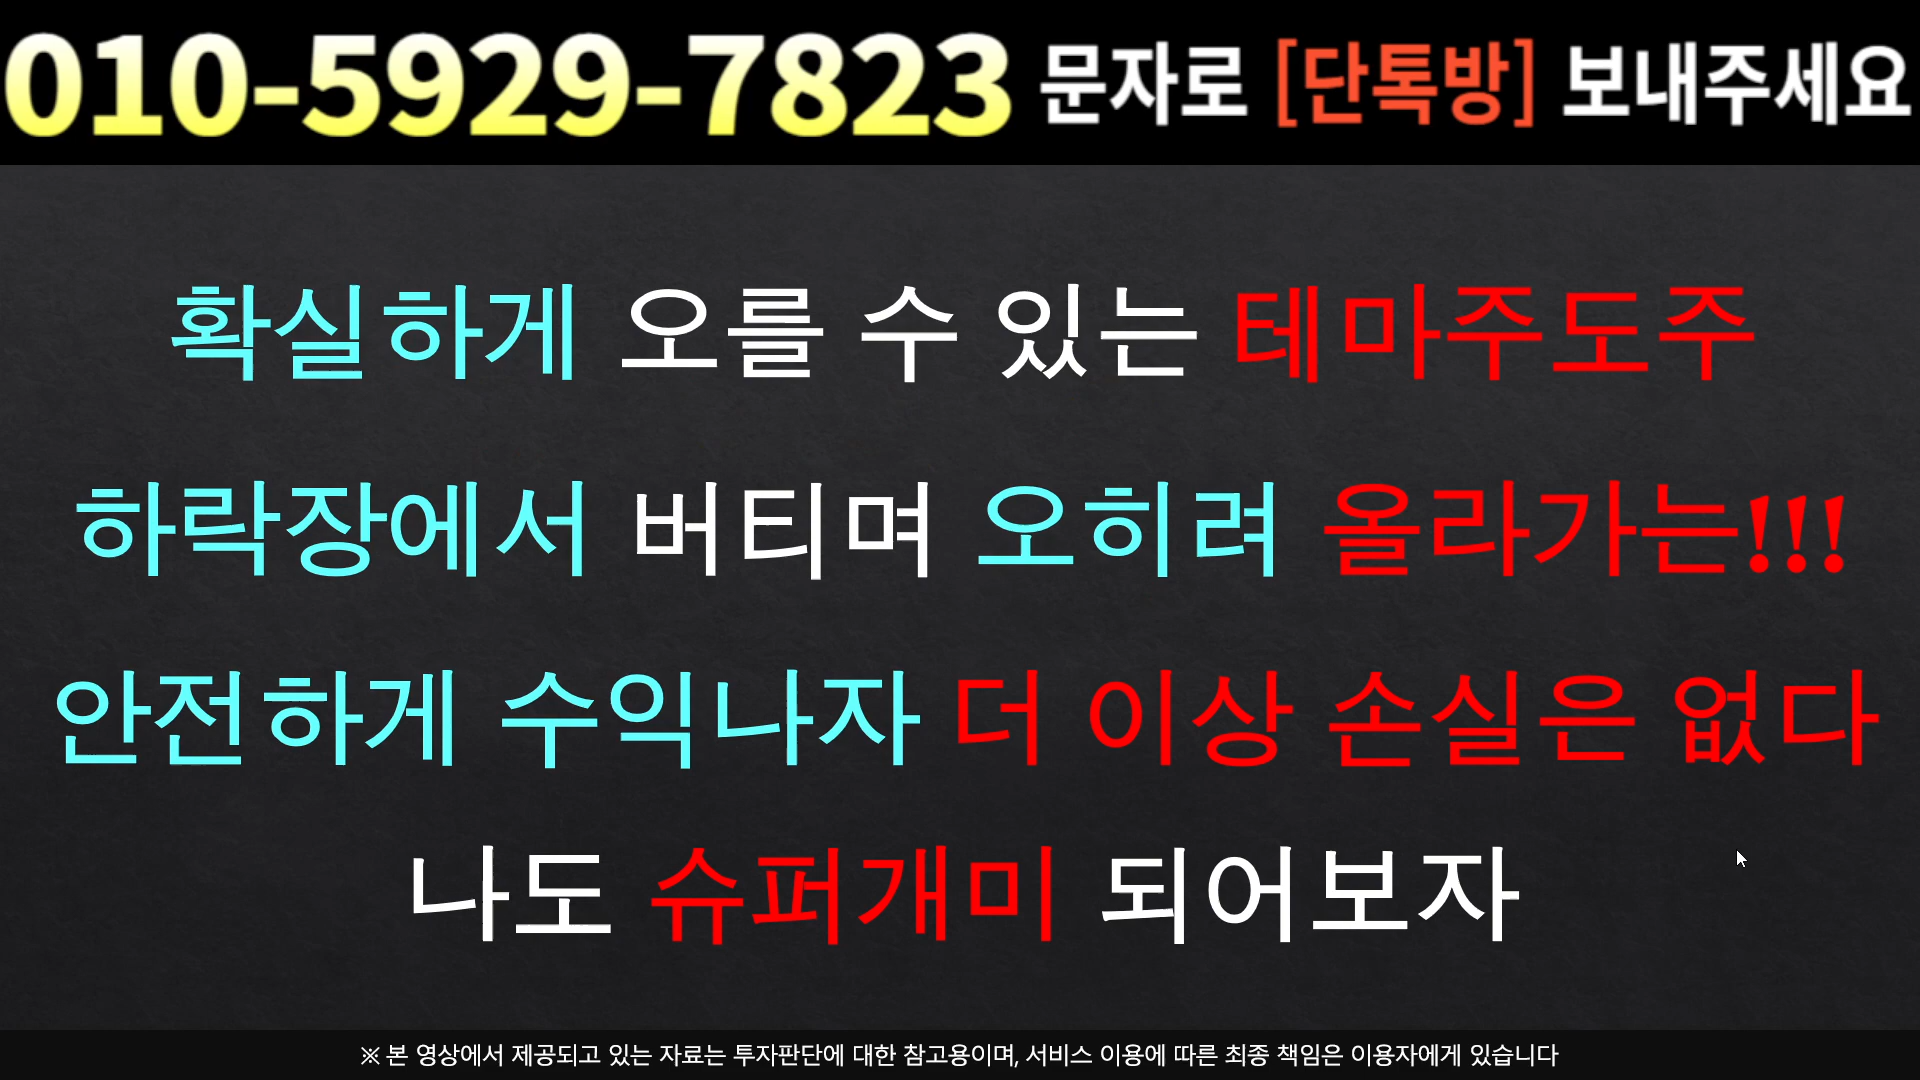 010-5929-7823 문자로 [단톡방] 보내주세요
확실하게 오를 수 있는 테마주도주
하락장에서 버티며 오히려 올라가는!!!
안전하게 수익나자 더 이상 손실은 없다
나도 슈퍼개미 되어보자
※ 본 영상에서 제공되고 있는 자료는 투자판단에 대한 참고용이며, 서비스 이용에 따른 최종 책임은 이용자에게 있습니다